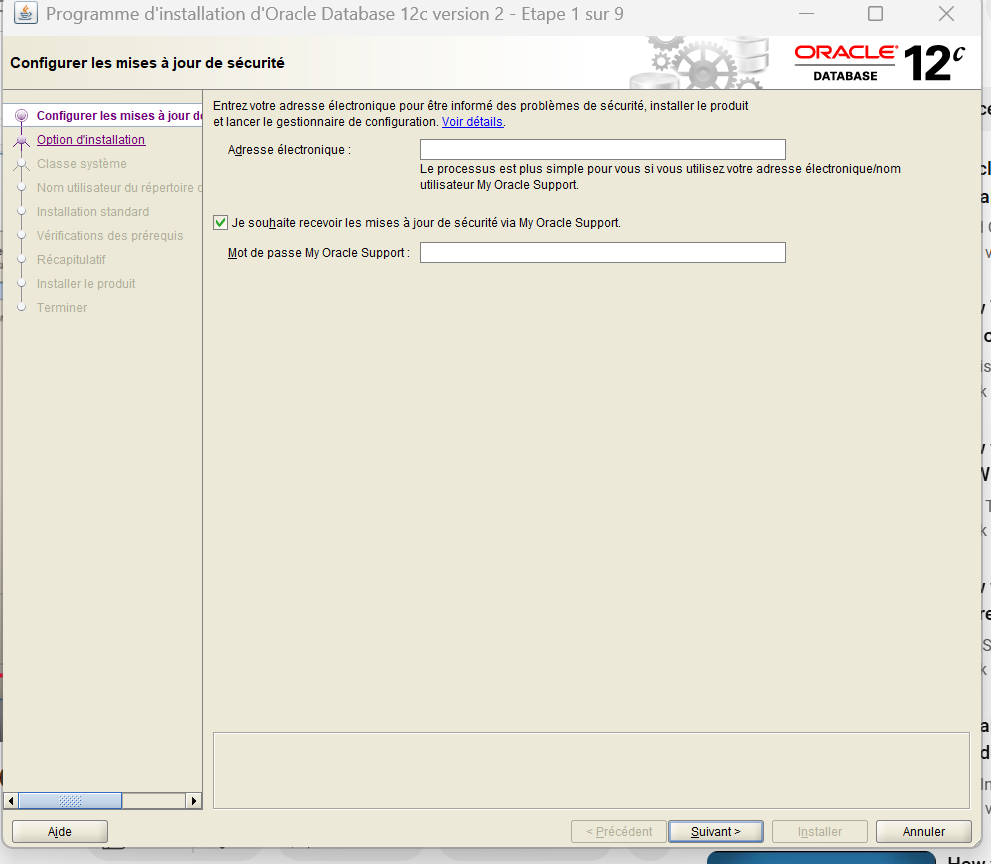 Programme d'installation d'Oracle Database 12c version 2 - Etape 1 sur 9
Configurer les mises à jour de sécurité
ORACLE
DATABASE
12c
Configurer les mises à jour de
Option d'installation
Classe système
Nom utilisateur du répertoire
Installation standard
Vérifications des prérequis
Récapitulatif
Installer le produit
Terminer
Entrez votre adresse électronique pour être informé des problèmes de sécurité, installer le produit
et lancer le gestionnaire de configuration. Voir détails.
Adresse électronique :
Le processus est plus simple pour vous si vous utilisez votre adresse électronique/nom
utilisateur My Oracle Support.
Je souhaite recevoir les mises à jour de sécurité via My Oracle Support.
Mot de passe My Oracle Support :
Aide
< Précédent
Suivant >
Installer
Annuler
How